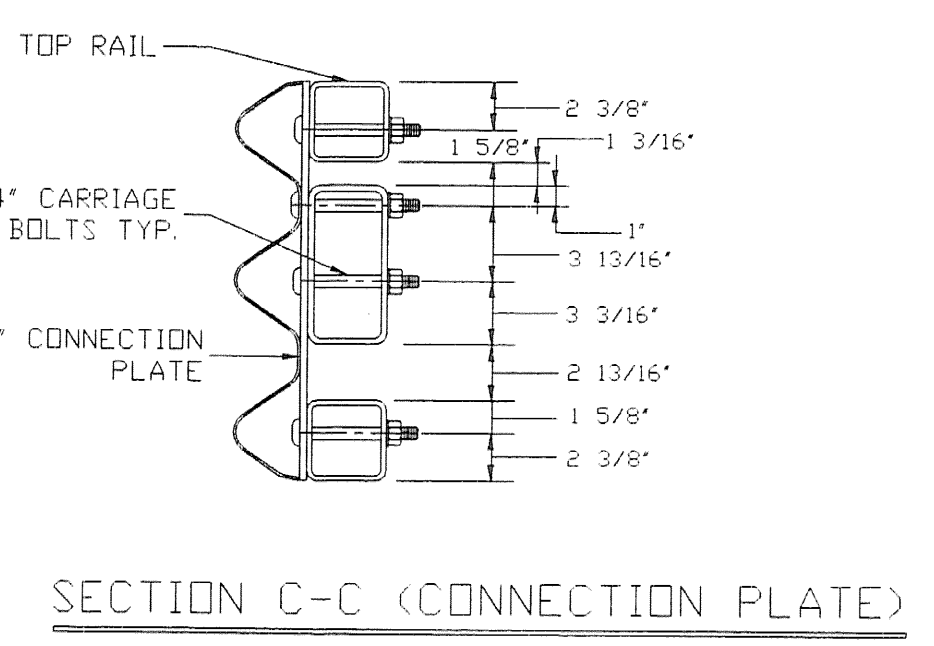 TOP RAIL
2 3/8"
1 5/8"
1 3/16"
4" CARRIAGE
BOLTS TYP.
1"
3 13/16"
3 3/16"
" CONNECTION
PLATE
2 13/16"
1 5/8"
2 3/8"
SECTION C-C (CONNECTION PLATE)